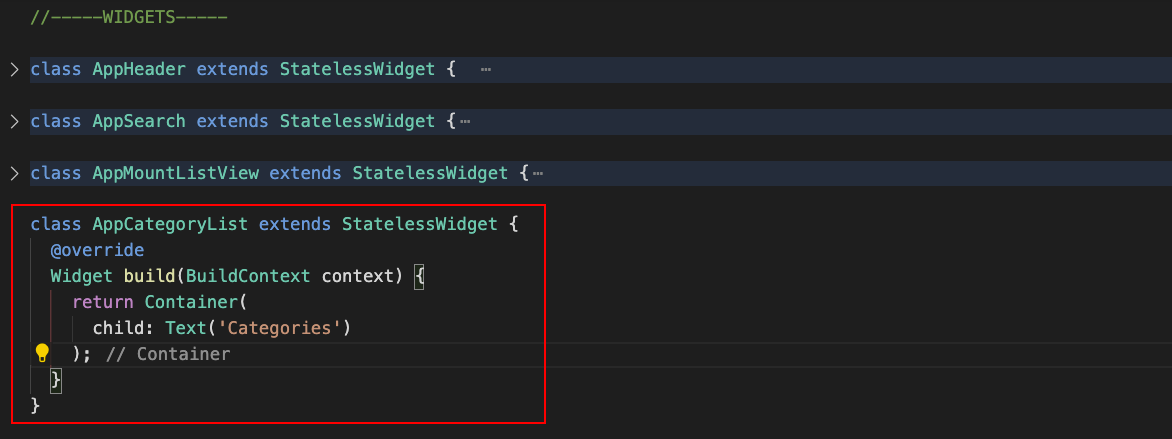 //-----WIDGETS-----
class AppHeader extends StatelessWidget { ⋯
class AppSearch extends StatelessWidget {⋯
class AppMountListView extends StatelessWidget {⋯
class AppCategoryList extends StatelessWidget {
@override
Widget build(BuildContext context) {
return Container(
child: Text('Categories')
); // Container
}
}